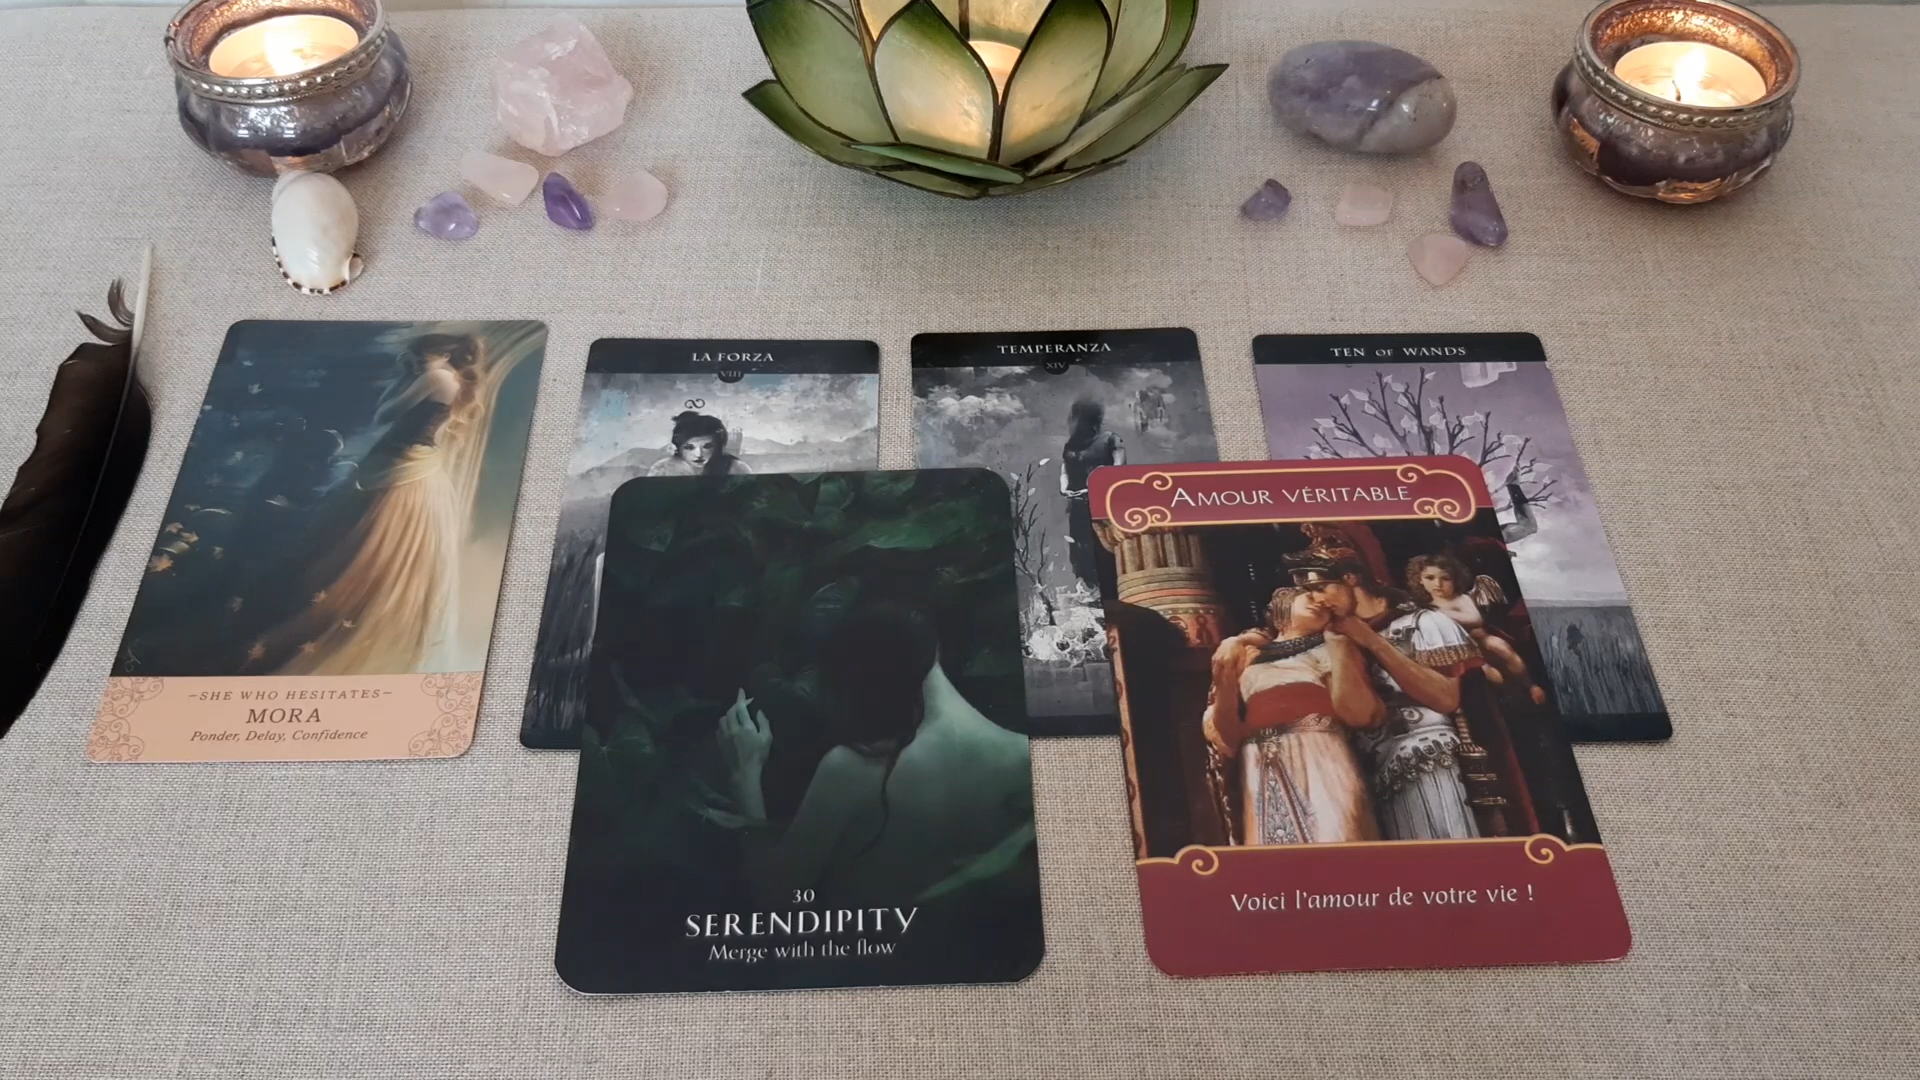 ~SHE WHO HESITATES~
MORA
Ponder, Delay, Confidence
LA FORZA
VIII
TEMPERANZA
XIV
TEN OF WANDS
30
SERENDIPITY
Merge with the flow
AMOUR VÉRITABLE
Voici l'amour de votre vie !